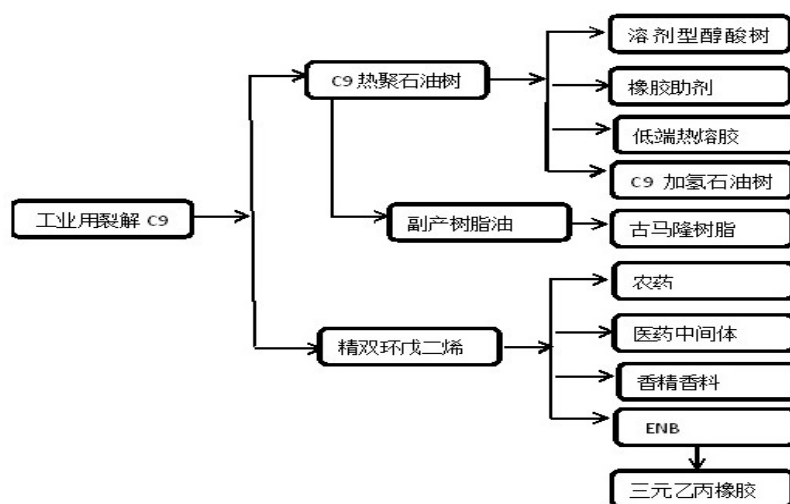 溶剂型醇酸树
C9热聚石油树
橡胶助剂
低端热熔胶
C9 加氢石油树
工业用裂解 C9
副产树脂油
古马隆树脂
农药
精双环戊二烯
医药中间体
香精香料
ENB
三元乙丙橡胶